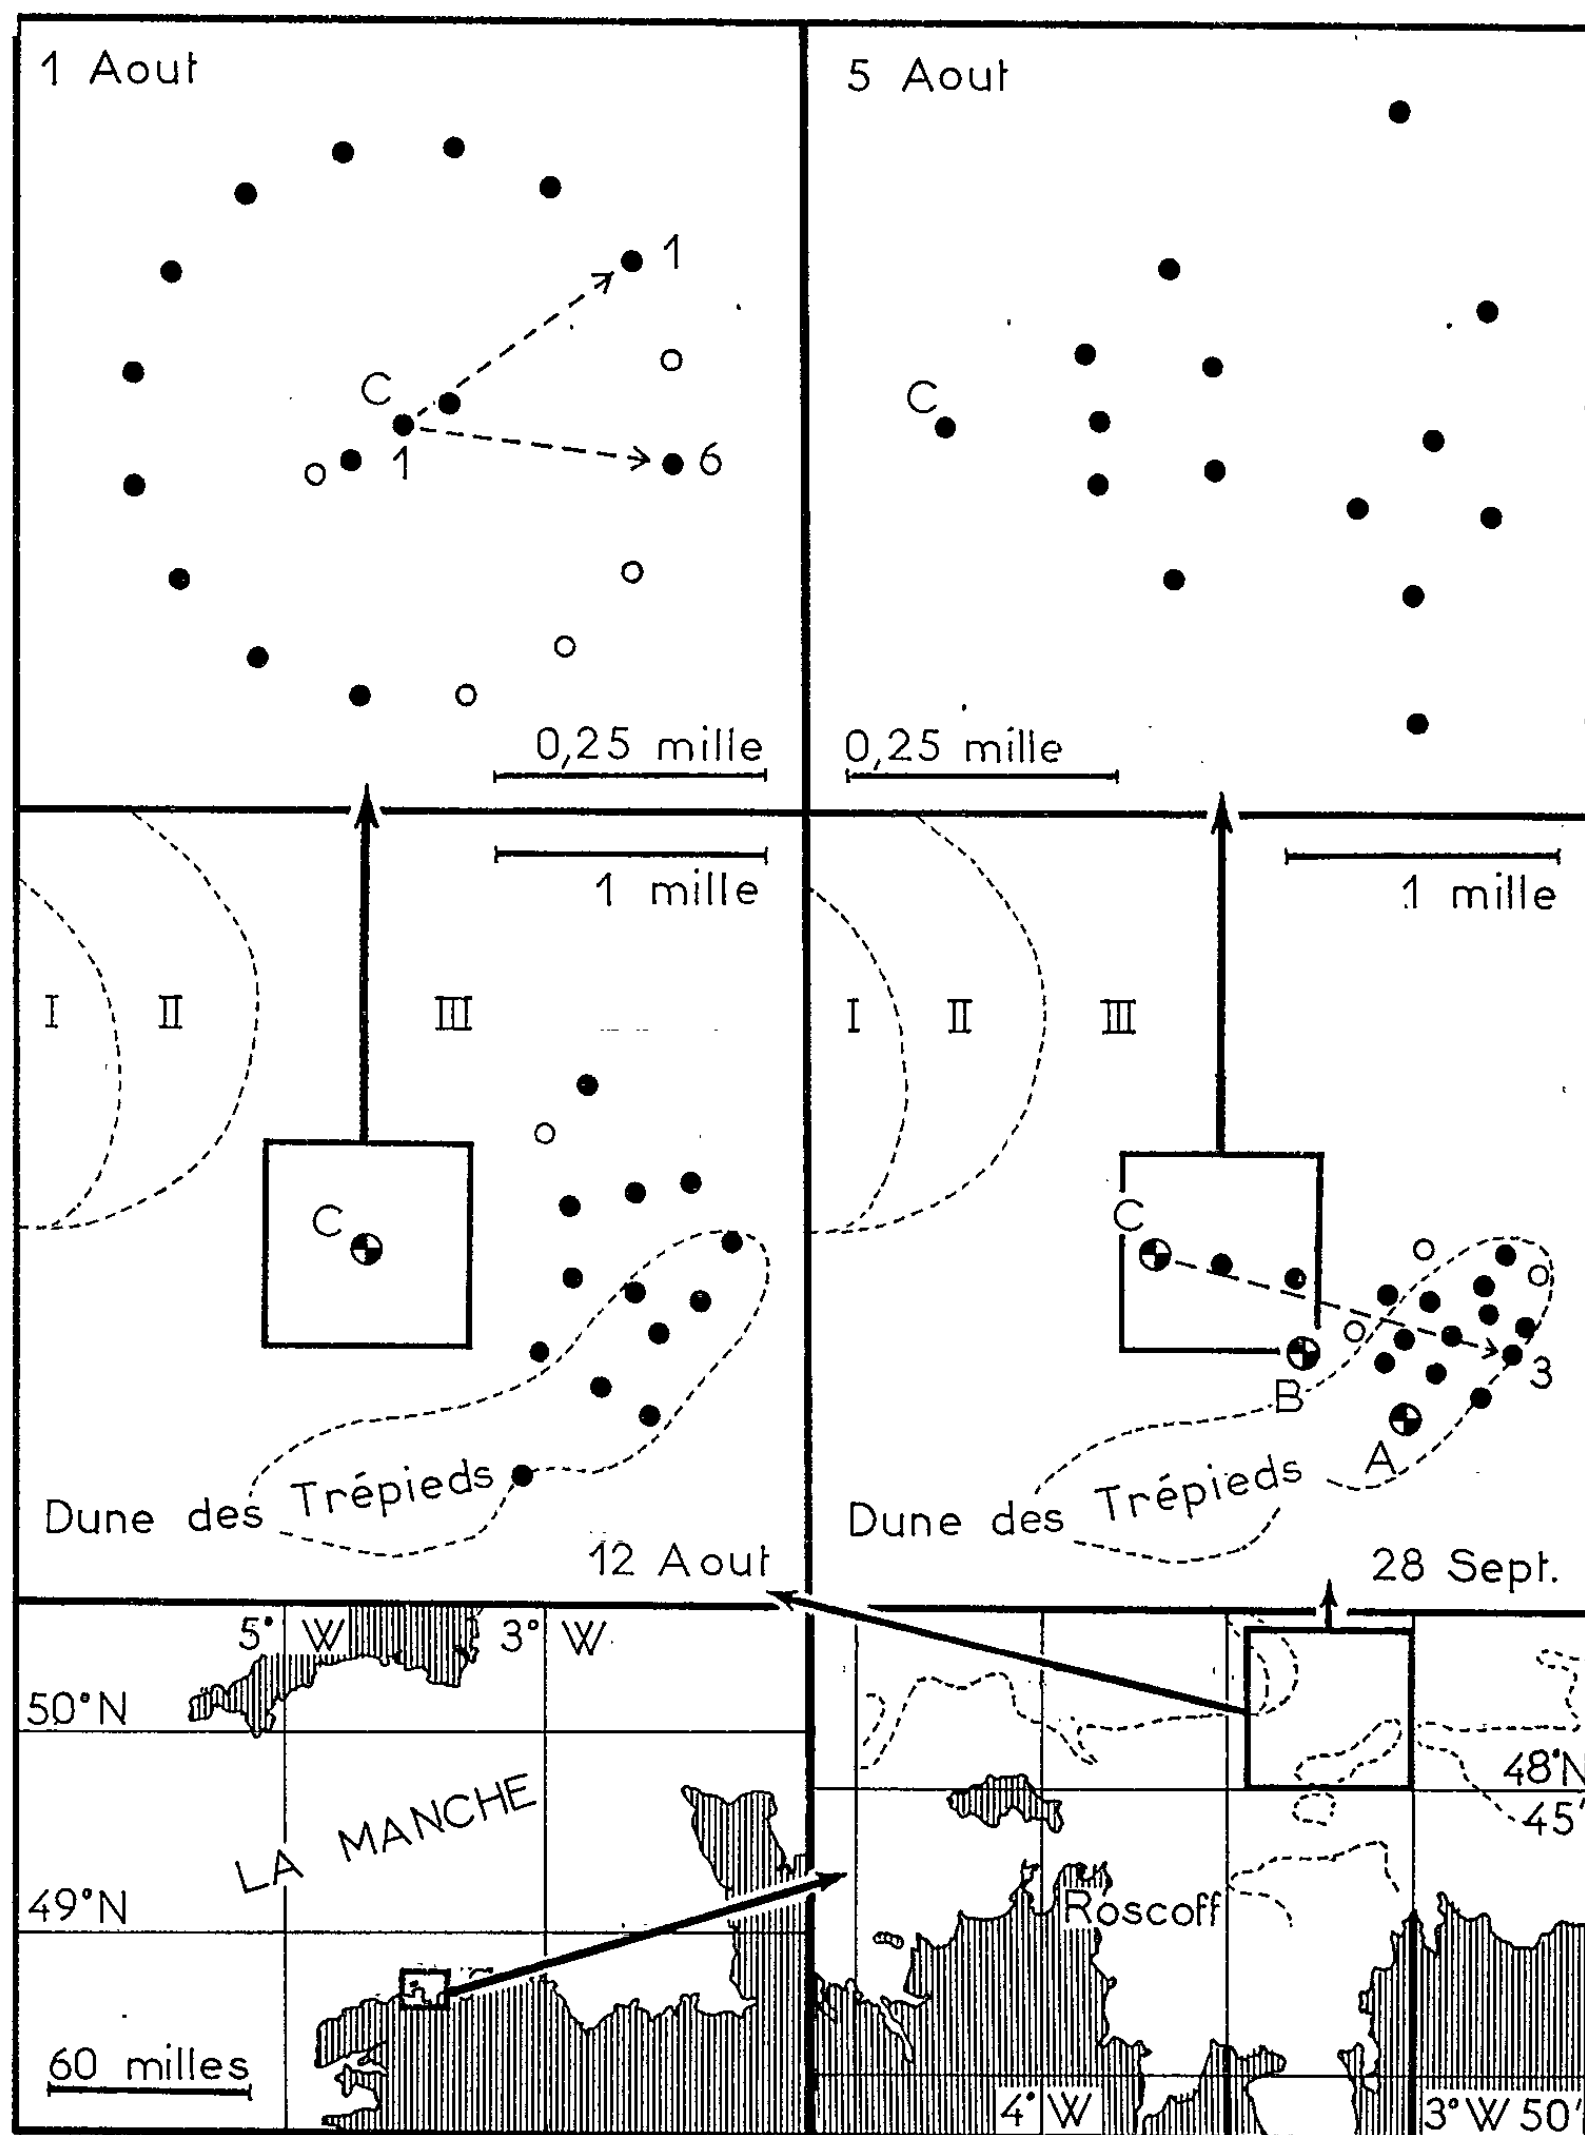 1 Aout
1
C
1
6
0,25 mille
5 Aout
C
0,25 mille
1 mille
I
II
III
C
Dune des Trépieds
12 Aout
1 mille
I
II
III
C
B
3
A
Dune des Trépieds
28 Sept.
5° W
3° W
50°N
LA MANCHE
49°N
60 milles
48°N
45'
Roscoff
4° W
3° W 50'